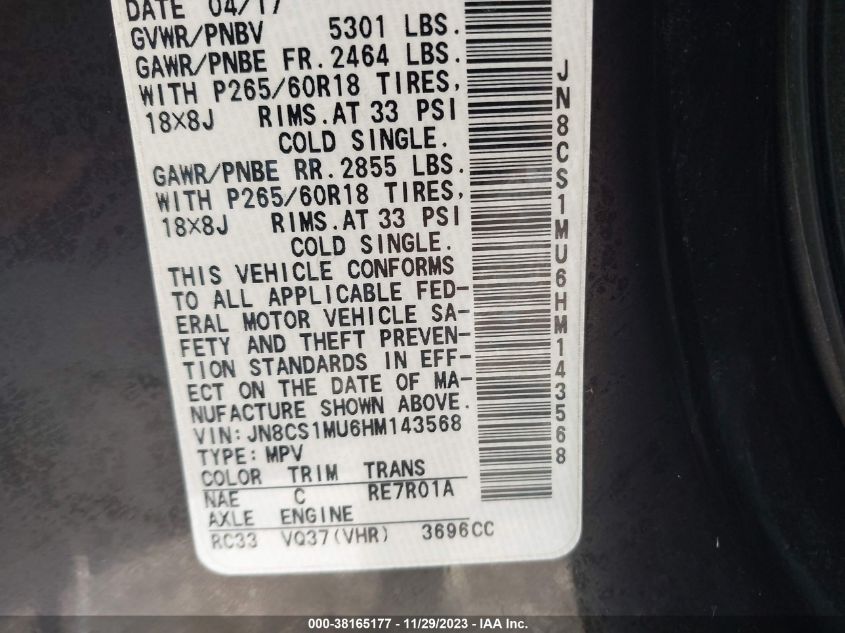 DATE 04/17
GVWR/PNBV 5301 LBS.
GAWR/PNBE FR. 2464 LBS.
WITH P265/60R18 TIRES,
18X8J RIMS.AT 33 PSI
COLD SINGLE.
GAWR/PNBE RR. 2855 LBS.
WITH P265/60R18 TIRES,
18X8J RIMS.AT 33 PSI
COLD SINGLE.
THIS VEHICLE CONFORMS
TO ALL APPLICABLE FED-
ERAL MOTOR VEHICLE SA-
FETY AND THEFT PREVEN-
TION STANDARDS IN EFF-
ECT ON THE DATE OF MA-
NUFACTURE SHOWN ABOVE.
VIN:JN8CS1MU6HM143568
TYPE:MPV
COLOR TRIM TRANS
NAE C RE7R01A
AXLE ENGINE
RC33 VQ37(VHR) 3696CC
JN8CS1MU6HM143568
000-38165177 - 11/29/2023 - IAA Inc.